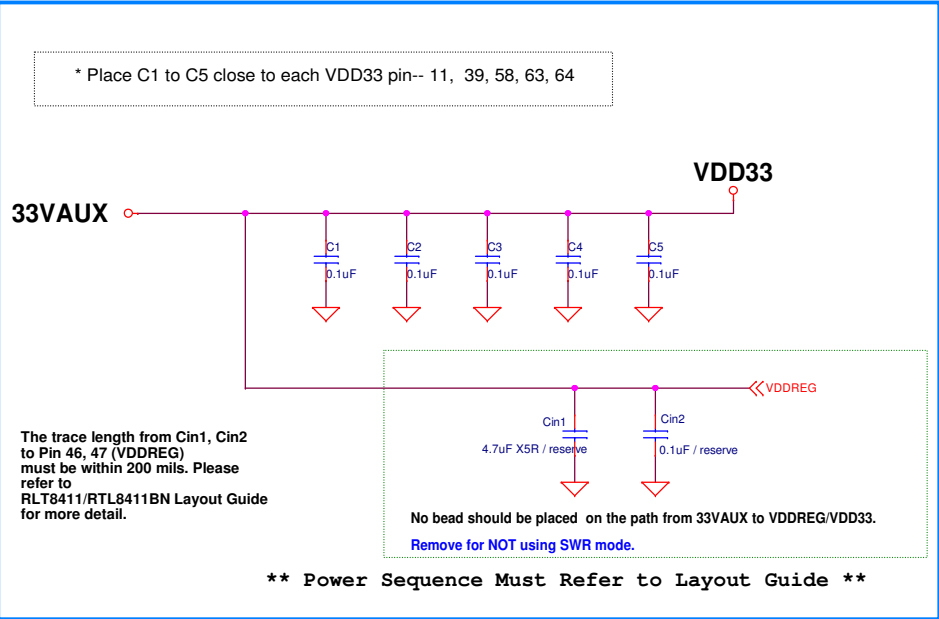 * Place C1 to C5 close to each VDD33 pin-- 11, 39, 58, 63, 64
VDD33
33VAUX
C1
C2
C3
C4
C5
0.1uF
0.1uF
0.1uF
0.1uF
0.1uF
VDDREG
Cin1
Cin2
4.7uF X5R / reserve
0.1uF / reserve
The trace length from Cin1, Cin2
to Pin 46, 47 (VDDREG)
must be within 200 mils. Please
refer to
RLT8411/RTL8411BN Layout Guide
for more detail.
No bead should be placed on the path from 33VAUX to VDDREG/VDD33.
Remove for NOT using SWR mode.
** Power Sequence Must Refer to Layout Guide **